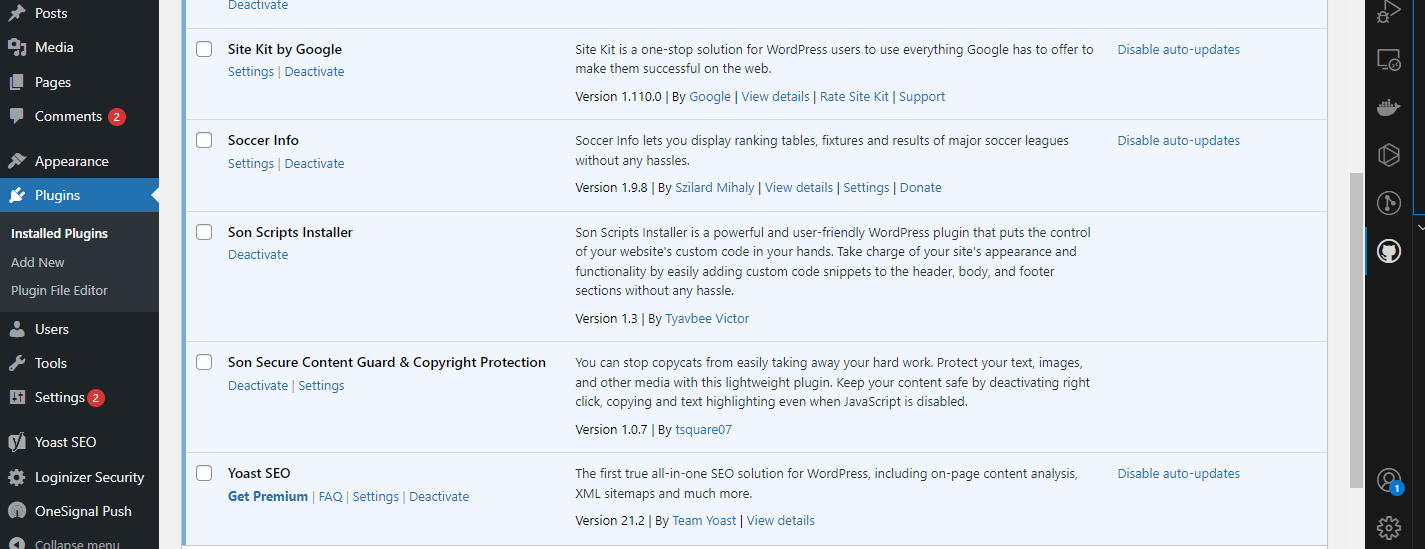 Posts
Media
Pages
Comments 2
Appearance
Plugins
Installed Plugins
Add New
Plugin File Editor
Users
Tools
Settings 2
Yoast SEO
Loginizer Security
OneSignal Push
Collapse menu
Deactivate
Site Kit by Google
Settings | Deactivate
Site Kit is a one-stop solution for WordPress users to use everything Google has to offer to
make them successful on the web.
Version 1.110.0 | By Google | View details | Rate Site Kit | Support
Disable auto-updates
Soccer Info
Settings | Deactivate
Soccer Info lets you display ranking tables, fixtures and results of major soccer leagues
without any hassles.
Version 1.9.8 | By Szilard Mihaly | View details | Settings | Donate
Disable auto-updates
Son Scripts Installer
Deactivate
Son Scripts Installer is a powerful and user-friendly WordPress plugin that puts the control
of your website's custom code in your hands. Take charge of your site's appearance and
functionality by easily adding custom code snippets to the header, body, and footer
sections without any hassle.
Version 1.3 | By Tyavbee Victor
Son Secure Content Guard & Copyright Protection
Deactivate | Settings
You can stop copycats from easily taking away your hard work. Protect your text, images,
and other media with this lightweight plugin. Keep your content safe by deactivating right
click, copying and text highlighting even when JavaScript is disabled.
Version 1.0.7 | By tsquare07
Yoast SEO
Get Premium | FAQ | Settings | Deactivate
The first true all-in-one SEO solution for WordPress, including on-page content analysis,
XML sitemaps and much more.
Version 21.2 | By Team Yoast | View details
Disable auto-updates
1